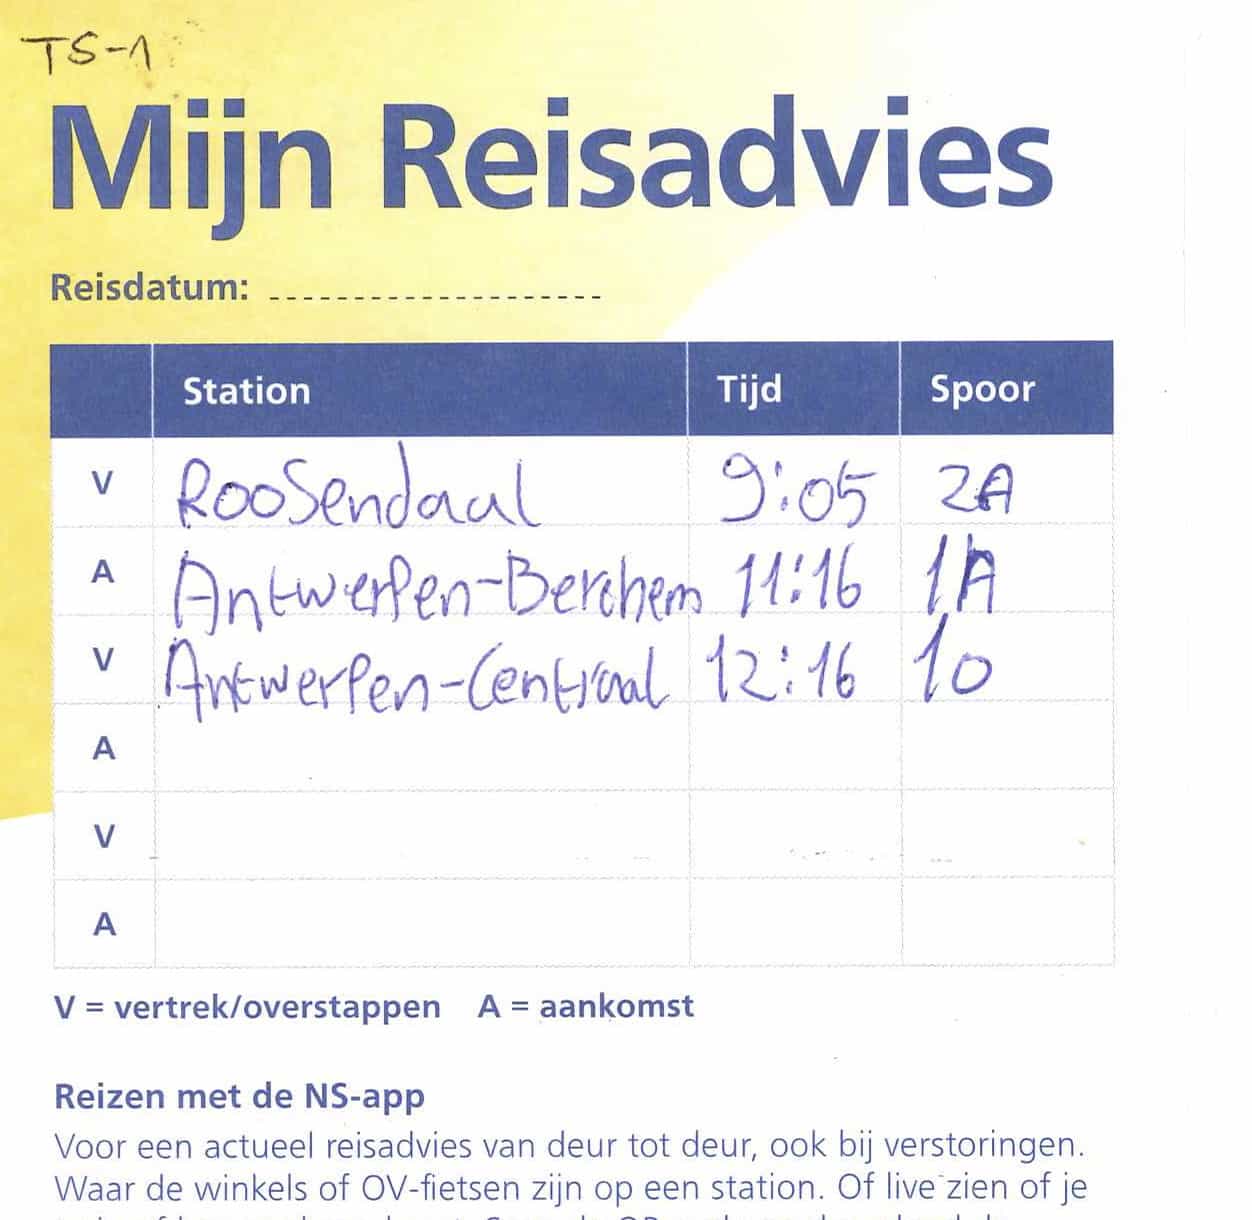 TS-1
Mijn Reisadvies
Reisdatum: 
Station Tijd Spoor
V Roosendaal 9:05 2A
A Antwerpen-Berchem 11:16 1A
V Antwerpen-Centraal 12:16 10
A
V
A
V = vertrek/overstappen A = aankomst
Reizen met de NS-app
Voor een actueel reisadvies van deur tot deur, ook bij verstoringen.
Waar de winkels of OV-fietsen zijn op een station. Of live zien of je